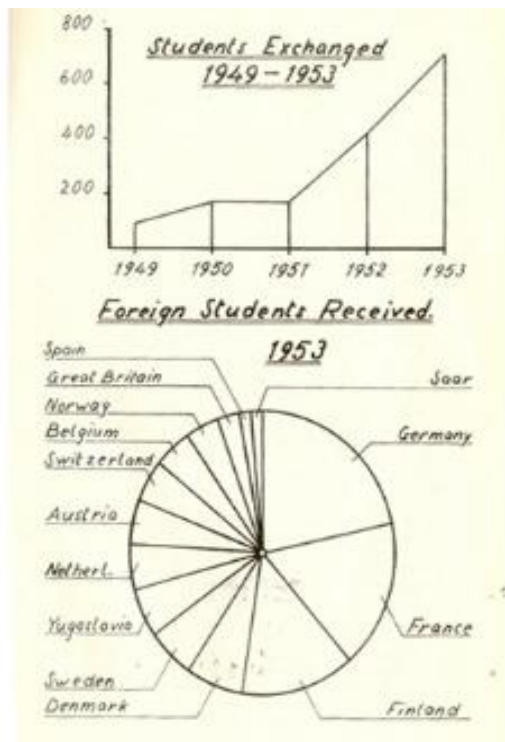 800
Students Exchanged
1949 - 1953
600
400
200
1949 1950 1951 1952 1953
Foreign Students Received.
1953
Spain
Great Britain
Norway
Belgium
Switzerland
Austria
Netherl.
Yugoslavia
Sweden
Denmark
Saar
Germany
France
Finland